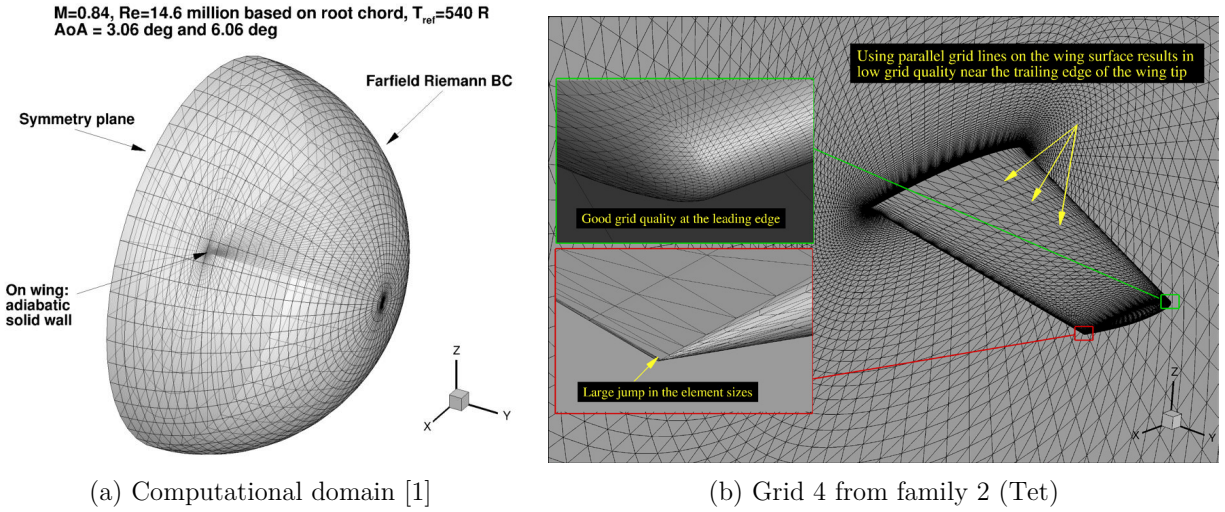 M=0.84, Re=14.6 million based on root chord, T_ref=540 R
AoA = 3.06 deg and 6.06 deg
Farfield Riemann BC
Symmetry plane
On wing:
adiabatic
solid wall
Z
Y
X
(a) Computational domain [1]
Using parallel grid lines on the wing surface results in
low grid quality near the trailing edge of the wing tip
Good grid quality at the leading edge
Large jump in the element sizes
Z
X
Y
(b) Grid 4 from family 2 (Tet)